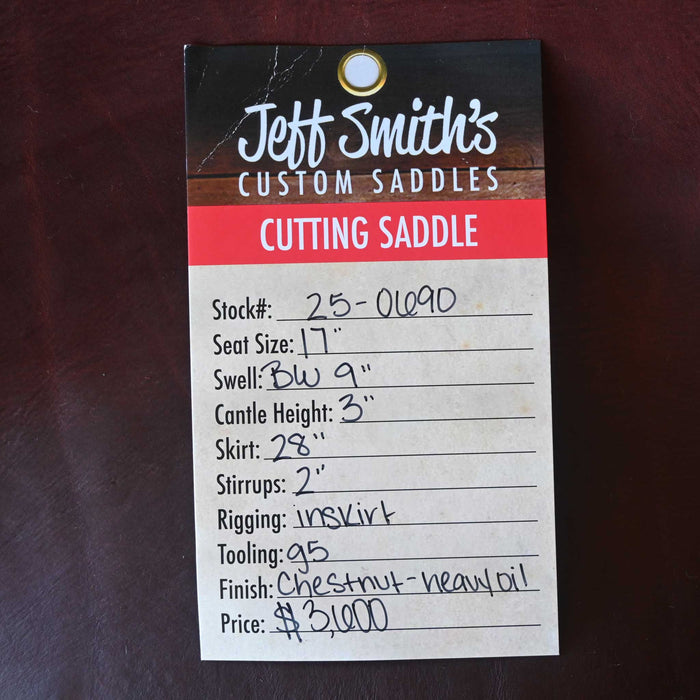 Jeff Smith's
CUSTOM SADDLES
CUTTING SADDLE
Stock#: 25-0690
Seat Size: 17"
Swell: BW 9"
Cantle Height: 3"
Skirt: 28"
Stirrups: 2"
Rigging: inskirt
Tooling: g5
Finish: Chestnut-heavy oil
Price: $3,600